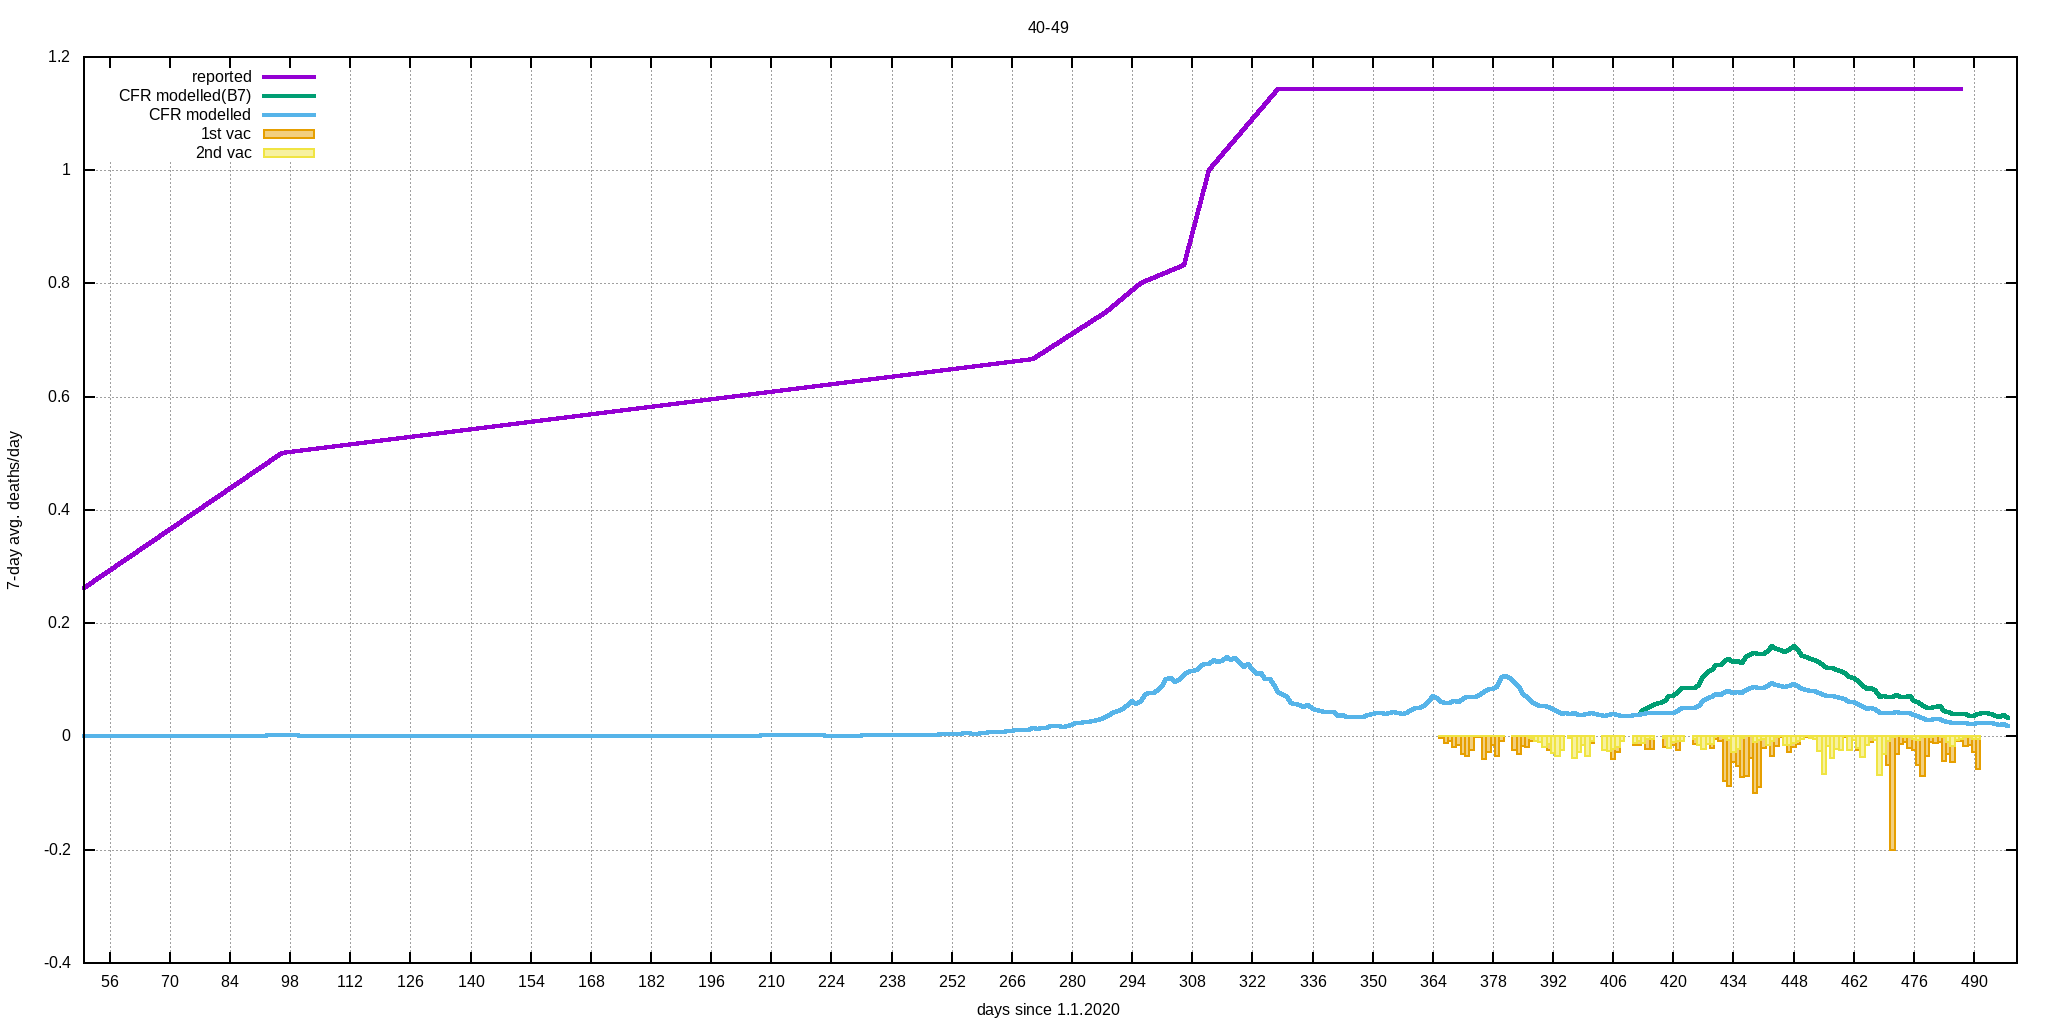 40-49
1.2
1
0.8
0.6
0.4
0.2
0
-0.2
-0.4
7-day avg. deaths/day
reported
CFR modelled(B7)
CFR modelled
1st vac
2nd vac
56 70 84 98 112 126 140 154 168 182 196 210 224 238 252 266 280 294 308 322 336 350 364 378 392 406 420 434 448 462 476 490
days since 1.1.2020